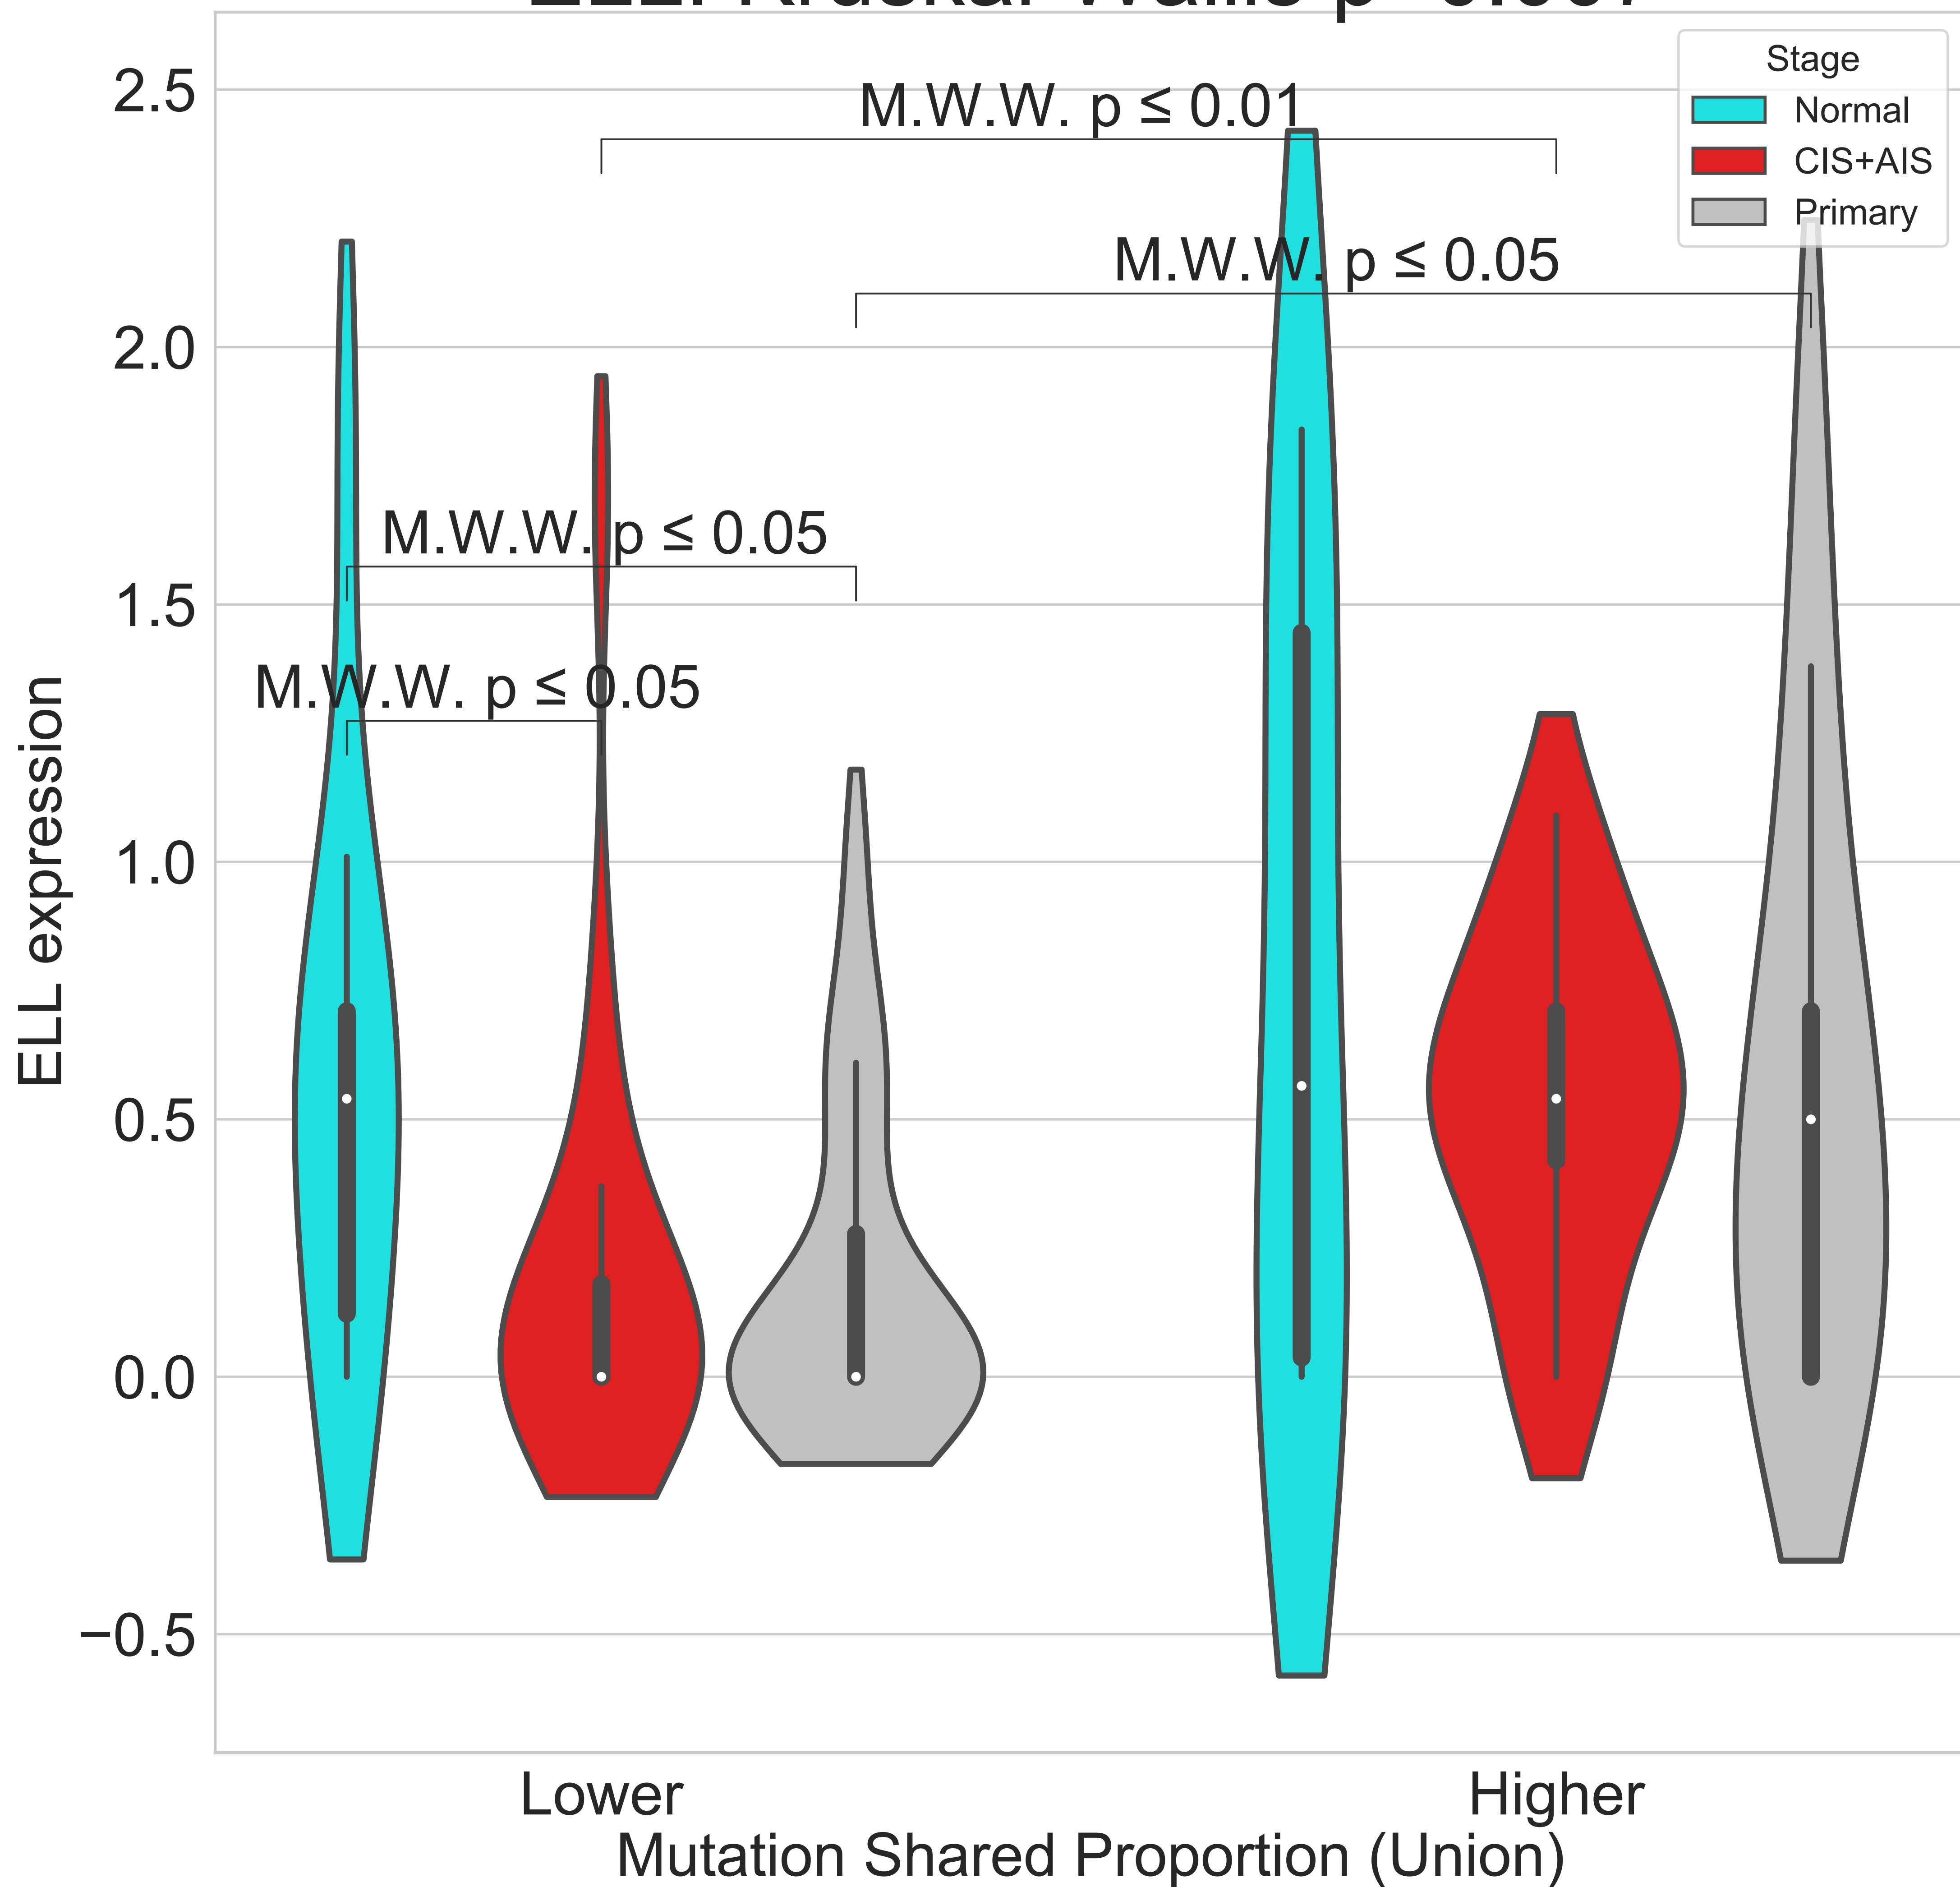 2.5
2.0
1.5
1.0
0.5
0.0
−0.5
ELL expression
M.W.W. p ≤ 0.01
M.W.W. p ≤ 0.05
M.W.W. p ≤ 0.05
M.W.W. p ≤ 0.05
Stage
Normal
CIS+AIS
Primary
Lower
Higher
Mutation Shared Proportion (Union)